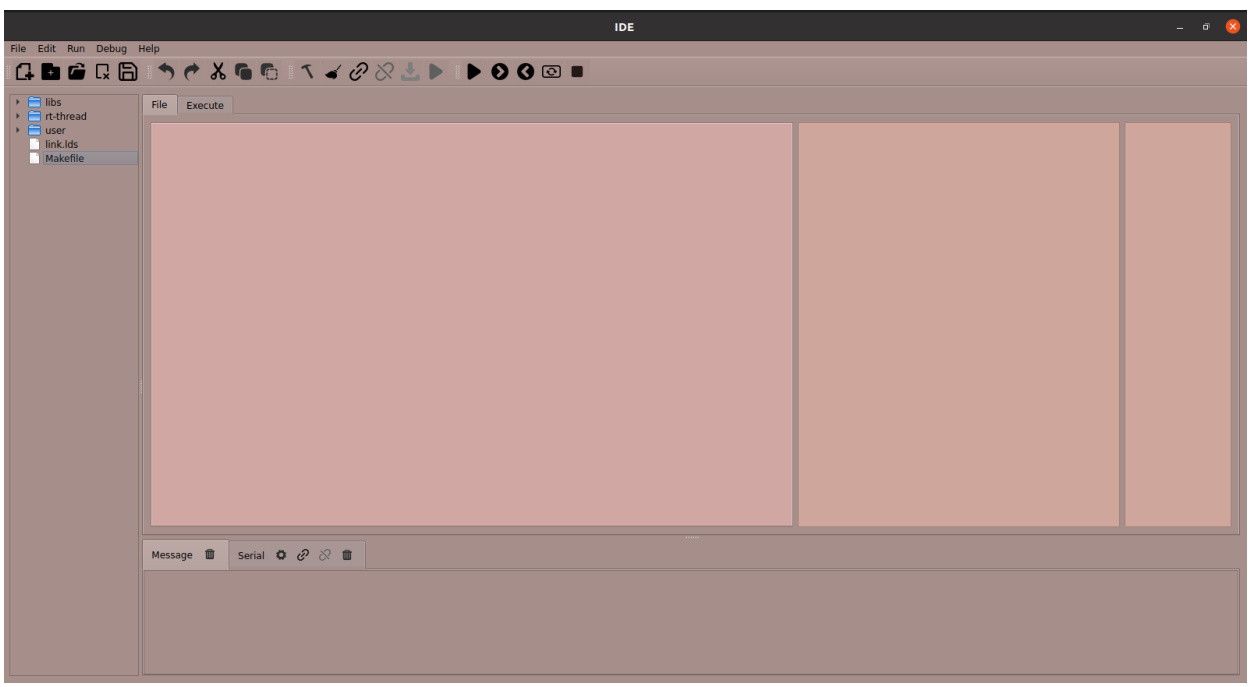 IDE
File Edit Run Debug Help
libs
rt-thread
user
link.lds
Makefile
File Execute
Message Serial